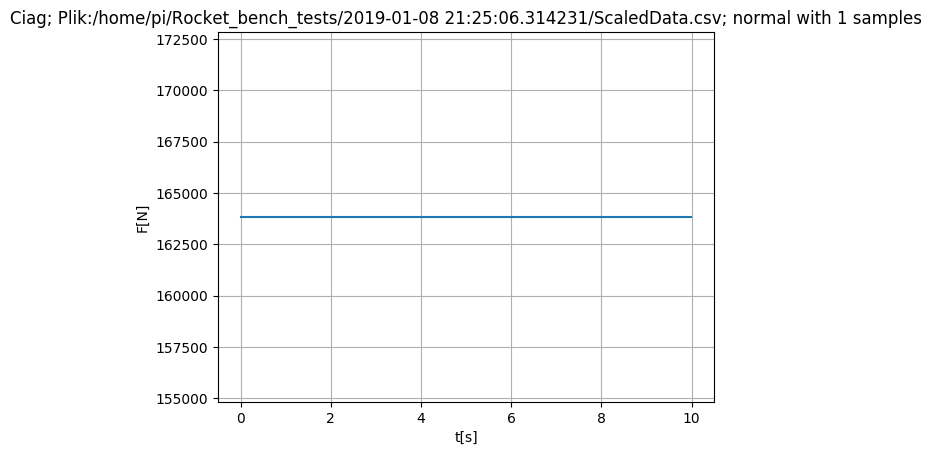 Ciag; Plik:/home/pi/Rocket_bench_tests/2019-01-08 21:25:06.314231/ScaledData.csv; normal with 1 samples
172500
170000
167500
165000
162500
160000
157500
155000
F[N]
0 2 4 6 8 10
t[s]